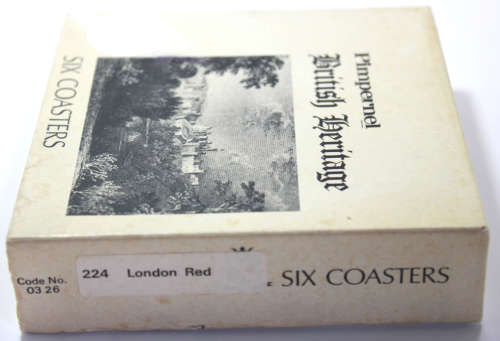 PImpernel
British Heritage
SIX COASTERS
Code No.
03 26
224 London Red
SIX COASTERS